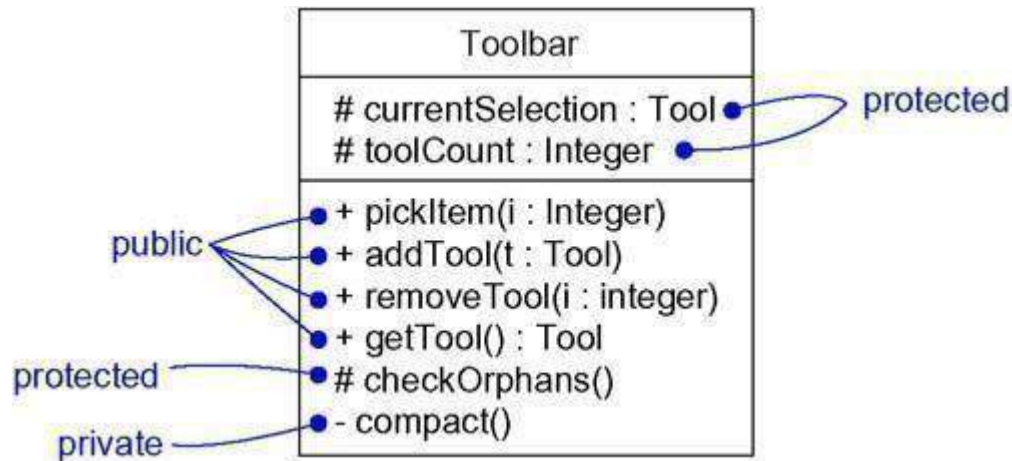 Toolbar
# currentSelection : Tool
protected
# toolCount : Integer
+ pickItem(i : Integer)
public
+ addTool(t : Tool)
+ removeTool(i : integer)
+ getTool() : Tool
protected
# checkOrphans()
- compact()
private